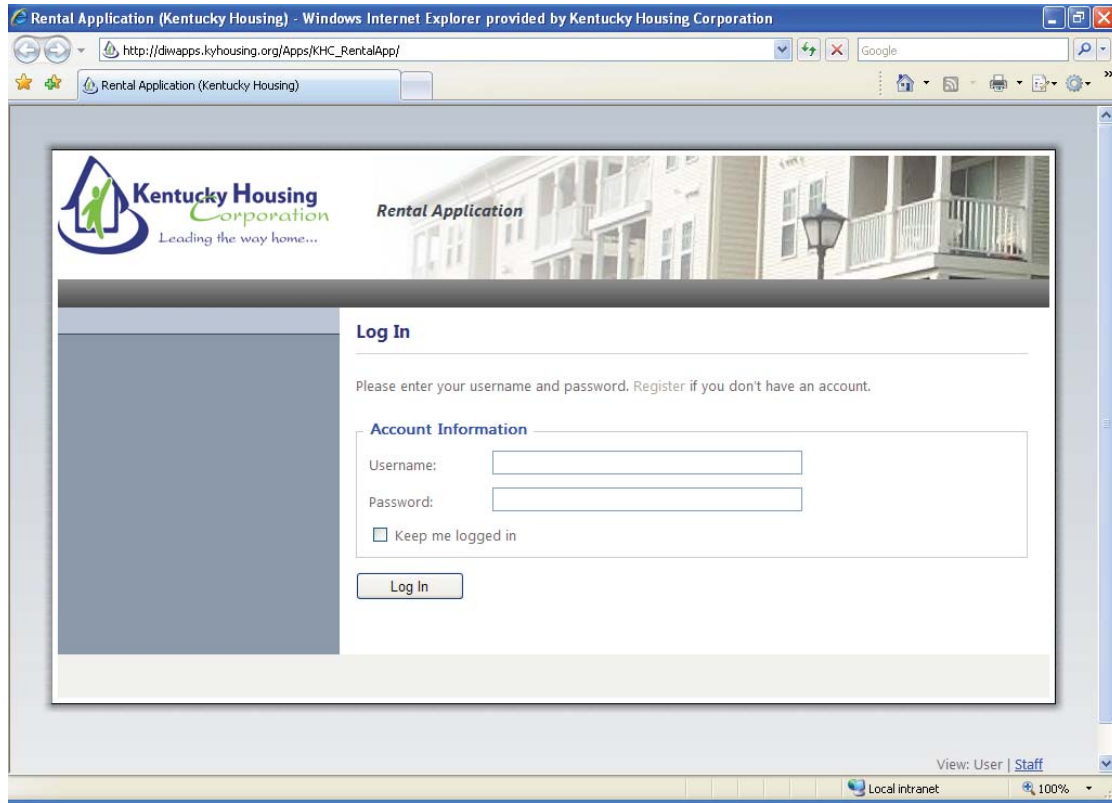 Rental Application (Kentucky Housing) - Windows Internet Explorer provided by Kentucky Housing Corporation
http://diwapps.kyhousing.org/Apps/KHC_RentalApp/
Google
Rental Application (Kentucky Housing)
Kentucky Housing
Corporation
Leading the way home...
Rental Application
Log In
Please enter your username and password. Register if you don't have an account.
Account Information
Username:
Password:
Keep me logged in
Log In
View: User | Staff
Local intranet
100%